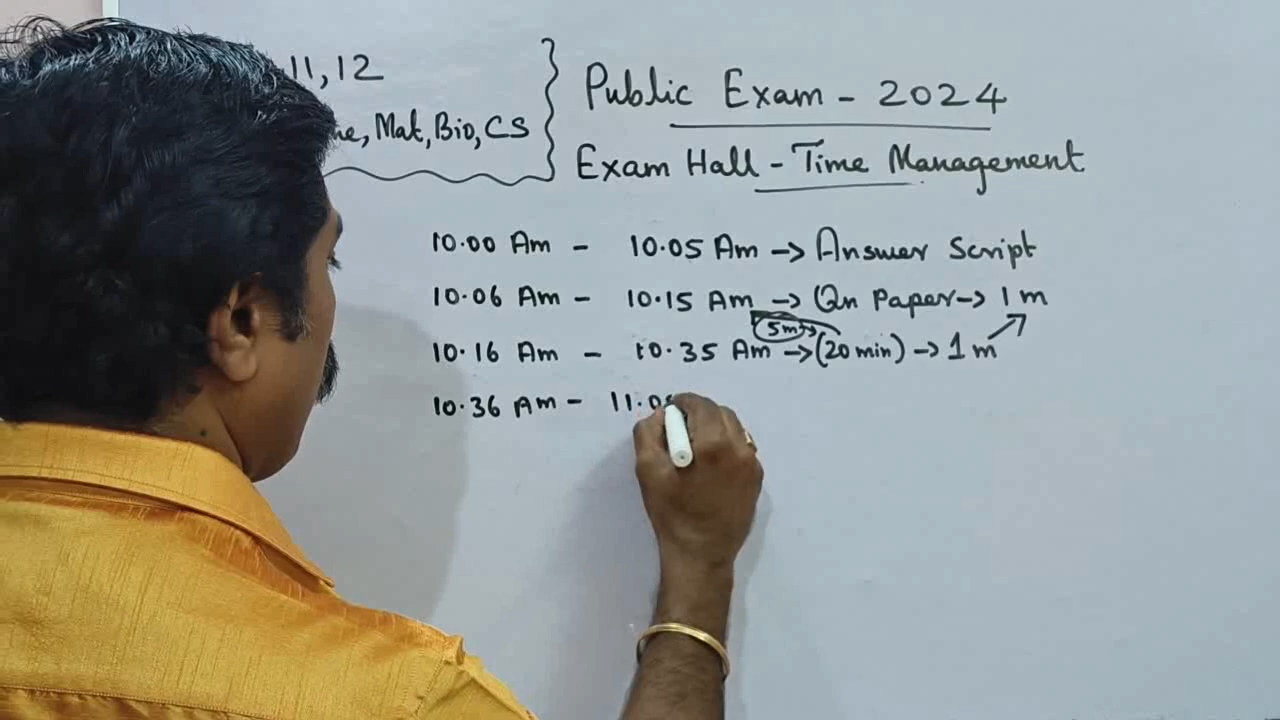 11, 12
Mat, Bio, CS
Public Exam - 2024
Exam Hall - Time Management
10.00 Am - 10.05 Am → Answer Script
10.06 Am - 10.15 Am → Qn Paper → 1 m
5m
10.16 Am - 10.35 Am → (20 min) → 1 m
10.36 Am - 11.0